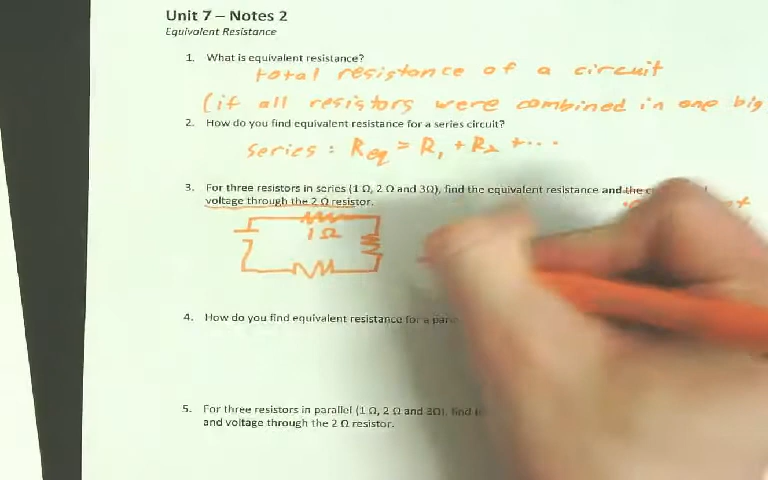 Unit 7 – Notes 2
Equivalent Resistance
1. What is equivalent resistance?
total resistance of a circuit
(if all resistors were combined in one big
2. How do you find equivalent resistance for a series circuit?
series : Req = R1 + R2 + ...
3. For three resistors in series (1 Ω, 2 Ω and 3Ω), find the equivalent resistance and the
voltage through the 2 Ω resistor.
1 Ω
4. How do you find equivalent resistance for a
5. For three resistors in parallel (1 Ω, 2 Ω and 3Ω), find
and voltage through the 2 Ω resistor.